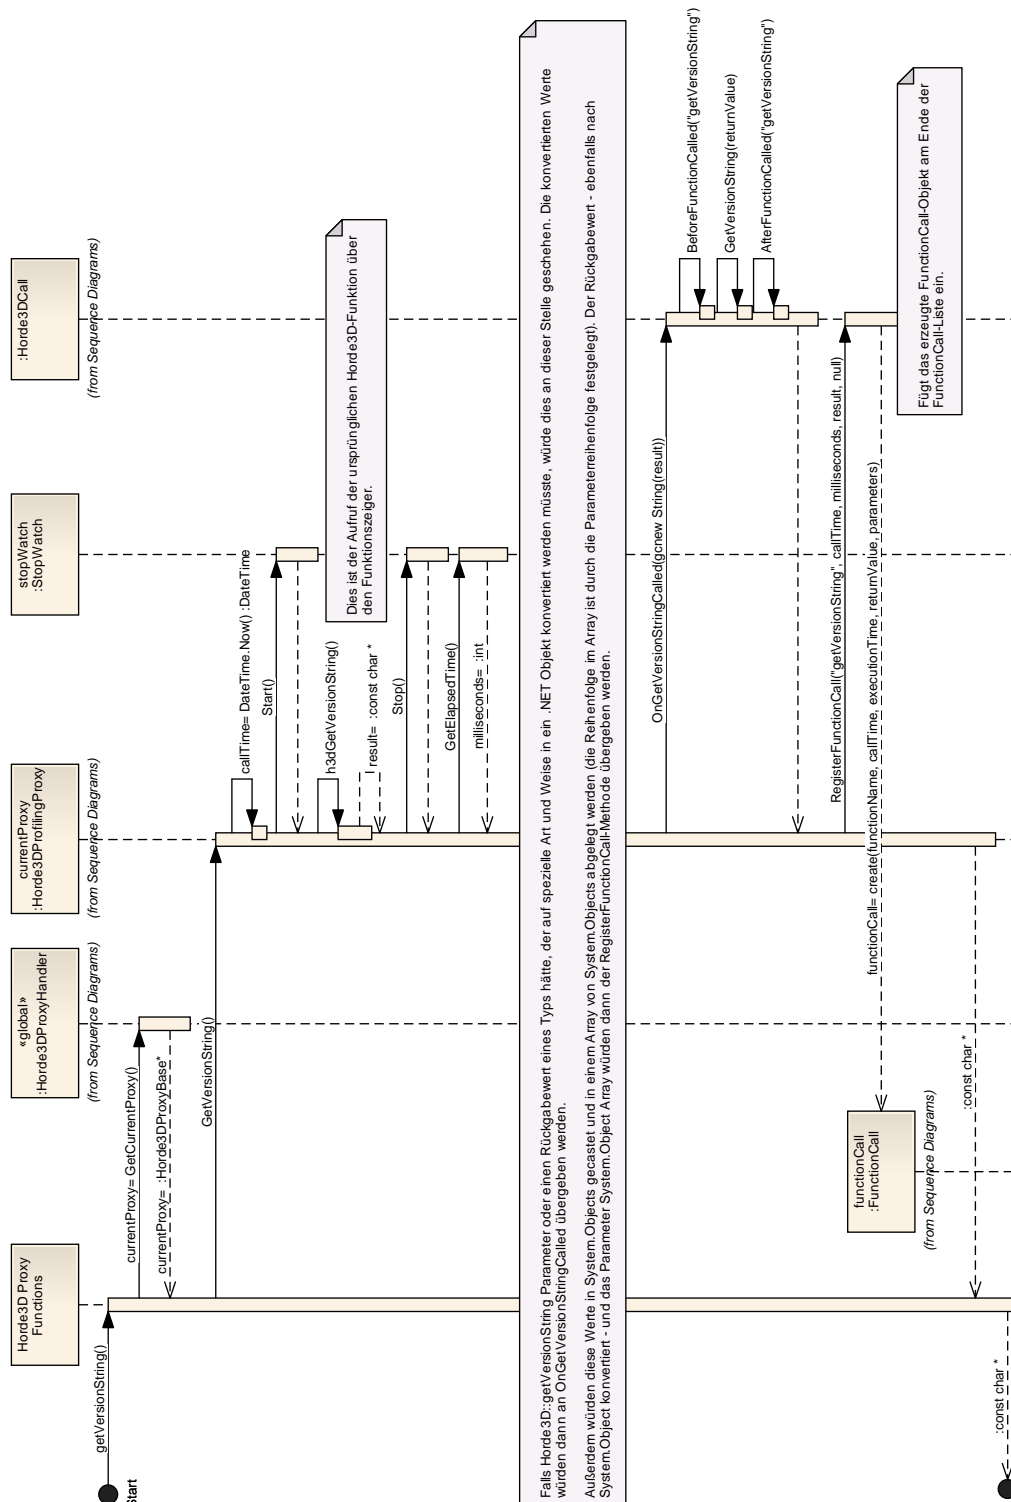 Horde3D Proxy
Functions
«global»
:Horde3DProxyHandler
(from Sequence Diagrams)
currentProxy
:Horde3DProfilingProxy
(from Sequence Diagrams)
stopWatch
:StopWatch
:Horde3DCall
(from Sequence Diagrams)
Start
getVersionString()
currentProxy= GetCurrentProxy()
currentProxy= :Horde3DProxyBase*
GetVersionString()
callTime= DateTime.Now() :DateTime
Start()
h3dGetVersionString()
Dies ist der Aufruf der ursprünglichen Horde3D-Funktion über
den Funktionszeiger.
result= :const char *
Stop()
GetElapsedTime()
milliseconds= :int
Falls Horde3D::getVersionString Parameter oder einen Rückgabewert eines Typs hätte, der auf spezielle Art und Weise in ein .NET Objekt konvertiert werden müsste, würde dies an dieser Stelle geschehen. Die konvertierten Werte
würden dann an OnGetVersionStringCalled übergeben werden.
Außerdem würden diese Werte in System.Objects gecastet und in einem Array von System.Objects abgelegt werden (die Reihenfolge im Array ist durch die Parameterreihenfolge festgelegt). Der Rückgabewert - ebenfalls nach
System.Object konvertiert - und das Parameter System.Object Array würden dann der RegisterFunctionCall-Methode übergeben werden.
OnGetVersionStringCalled(gcnew String(result))
BeforeFunctionCalled("getVersionString")
GetVersionString(returnValue)
AfterFunctionCalled("getVersionString")
RegisterFunctionCall("getVersionString", callTime, milliseconds, result, null)
functionCall= create(functionName, callTime, executionTime, returnValue, parameters)
functionCall
:FunctionCall
(from Sequence Diagrams)
Fügt das erzeugte FunctionCall-Objekt am Ende der
FunctionCall-Liste ein.
:const char *
:const char *